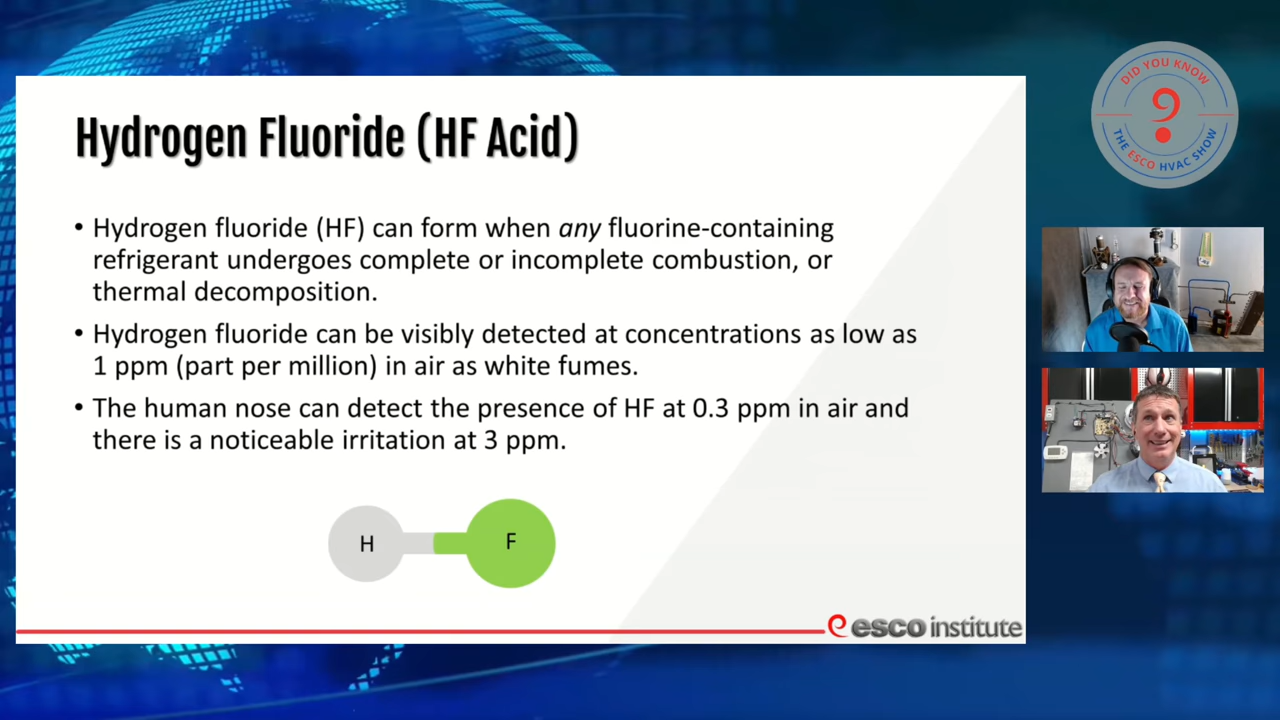 Hydrogen Fluoride (HF Acid)
• Hydrogen fluoride (HF) can form when any fluorine-containing
refrigerant undergoes complete or incomplete combustion, or
thermal decomposition.
• Hydrogen fluoride can be visibly detected at concentrations as low as
1 ppm (part per million) in air as white fumes.
• The human nose can detect the presence of HF at 0.3 ppm in air and
there is a noticeable irritation at 3 ppm.
H
F
esco institute
DID YOU KNOW
?
THE ESCO HVAC SHOW